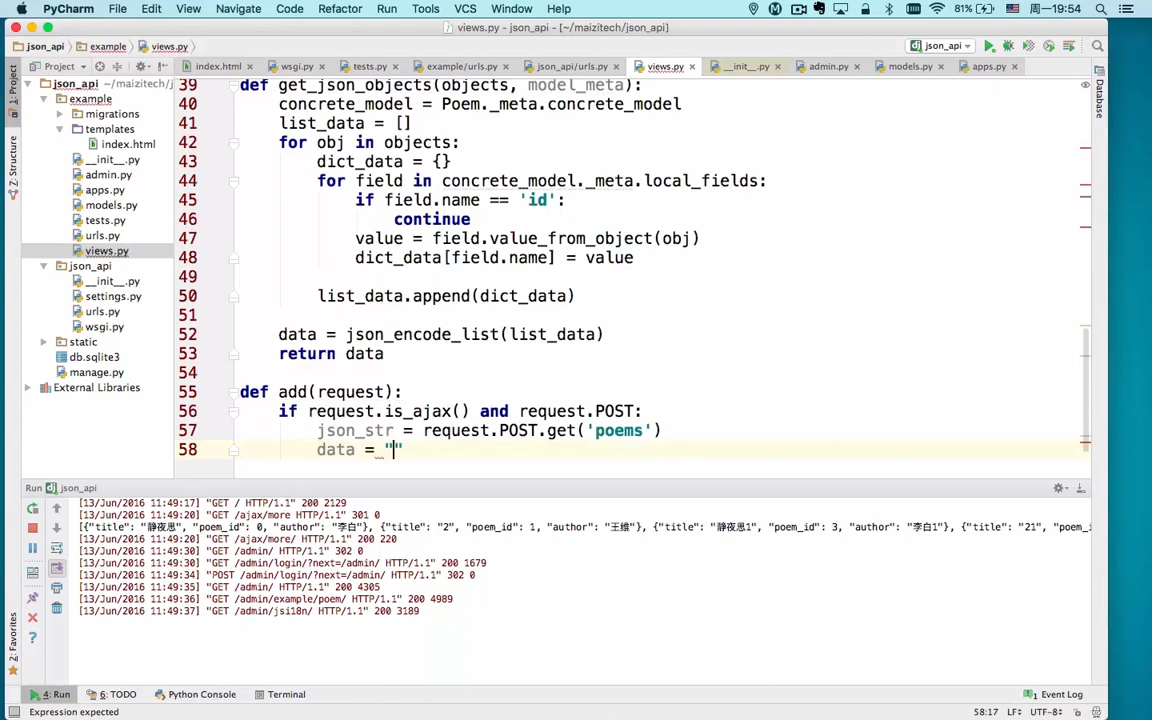 PyCharm File Edit View Navigate Code Refactor Run Tools VCS Window Help 81% 周一19:54
views.py - json_api - [~/maizitech/json_api]
json_api example views.py json_api
Project index.html wsgi.py tests.py example/urls.py json_api/urls.py views.py __init__.py admin.py models.py apps.py
1: Project
Z: Structure
2: Favorites
Database
json_api ~/maizitech/j
example
migrations
templates
index.html
__init__.py
admin.py
apps.py
models.py
tests.py
urls.py
views.py
json_api
__init__.py
settings.py
urls.py
wsgi.py
static
db.sqlite3
manage.py
External Libraries
39 def get_json_objects(objects, model_meta):
40 concrete_model = Poem._meta.concrete_model
41 list_data = []
42 for obj in objects:
43 dict_data = {}
44 for field in concrete_model._meta.local_fields:
45 if field.name == 'id':
46 continue
47 value = field.value_from_object(obj)
48 dict_data[field.name] = value
49
50 list_data.append(dict_data)
51
52 data = json_encode_list(list_data)
53 return data
54
55 def add(request):
56 if request.is_ajax() and request.POST:
57 json_str = request.POST.get('poems')
58 data = ""
Run json_api
[13/Jun/2016 11:49:17] "GET / HTTP/1.1" 200 2129
[13/Jun/2016 11:49:20] "GET /ajax/more HTTP/1.1" 301 0
[{"title": "静夜思", "poem_id": 0, "author": "李白"}, {"title": "2", "poem_id": 1, "author": "王维"}, {"title": "静夜思1", "poem_id": 3, "author": "李白1"}, {"title": "21", "poem_i
[13/Jun/2016 11:49:20] "GET /ajax/more/ HTTP/1.1" 200 220
[13/Jun/2016 11:49:30] "GET /admin/ HTTP/1.1" 302 0
[13/Jun/2016 11:49:30] "GET /admin/login/?next=/admin/ HTTP/1.1" 200 1679
[13/Jun/2016 11:49:34] "POST /admin/login/?next=/admin/ HTTP/1.1" 302 0
[13/Jun/2016 11:49:35] "GET /admin/ HTTP/1.1" 200 4305
[13/Jun/2016 11:49:36] "GET /admin/example/poem/ HTTP/1.1" 200 4989
[13/Jun/2016 11:49:37] "GET /admin/jsi18n/ HTTP/1.1" 200 3189
4: Run 6: TODO Python Console Terminal 1 Event Log
Expression expected 58:17 LF÷ UTF-8÷